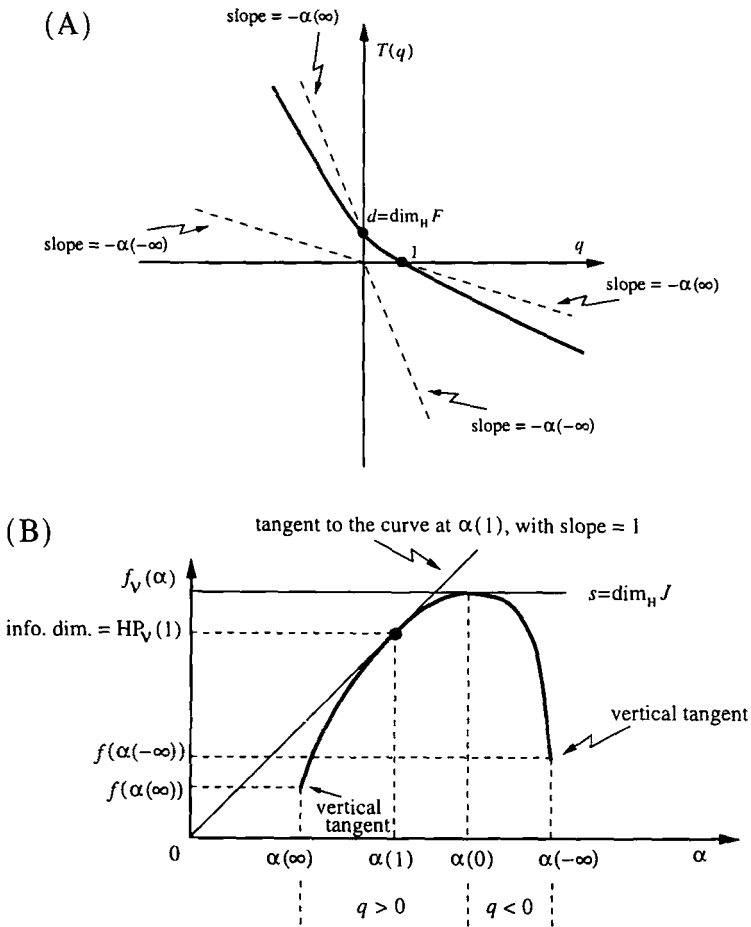 (A)
slope = −α(∞)
T(q)
d=dim_H F
slope = −α(−∞)
1
q
slope = −α(∞)
slope = −α(−∞)
(B)
tangent to the curve at α(1), with slope = 1
f_ν(α)
s=dim_H J
info. dim. = HP_ν(1)
vertical tangent
f(α(−∞))
f(α(∞))
vertical
tangent
0
α(∞)
α(1)
α(0)
α(−∞)
α
q > 0
q < 0